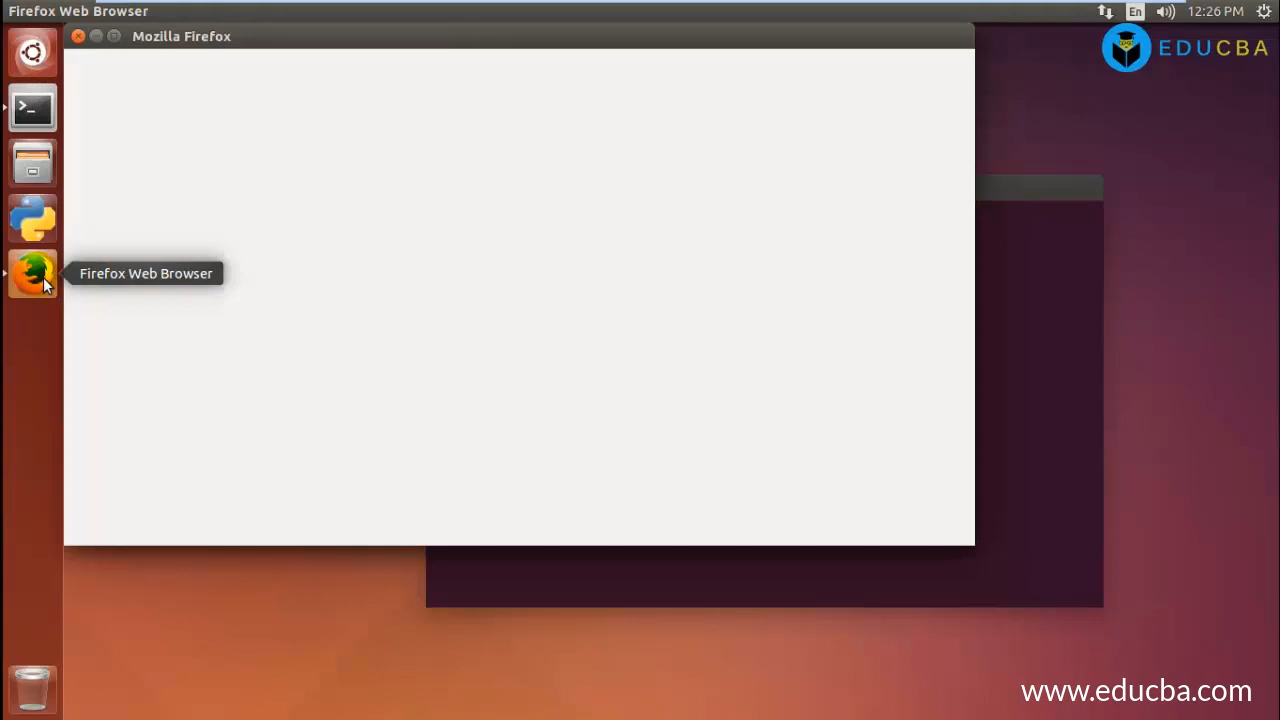 Firefox Web Browser
En
12:26 PM
Mozilla Firefox
EDUCBA
>_
Firefox Web Browser
www.educba.com